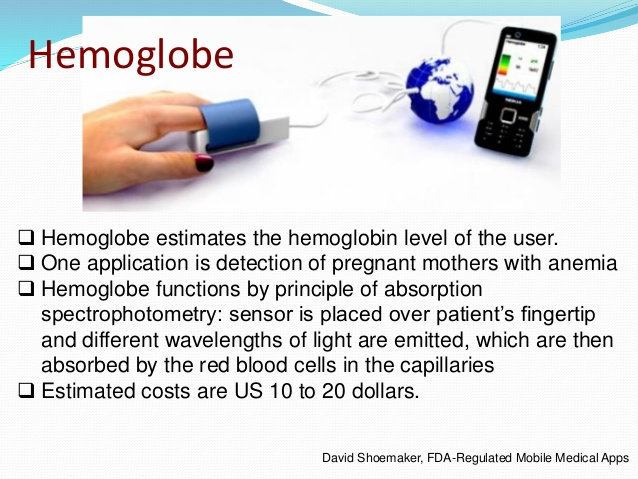 Hemoglobe
NOKIA
❑ Hemoglobe estimates the hemoglobin level of the user.
❑ One application is detection of pregnant mothers with anemia
❑ Hemoglobe functions by principle of absorption
spectrophotometry: sensor is placed over patient’s fingertip
and different wavelengths of light are emitted, which are then
absorbed by the red blood cells in the capillaries
❑ Estimated costs are US 10 to 20 dollars.
David Shoemaker, FDA-Regulated Mobile Medical Apps